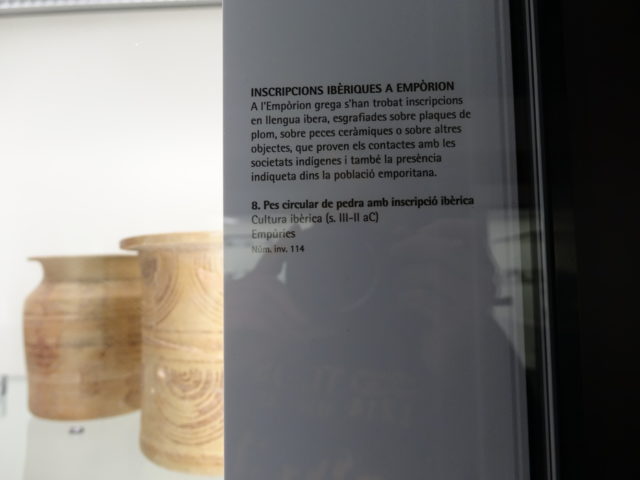 INSCRIPCIONS IBÈRIQUES A EMPÒRION
A l'Empòrion grega s'han trobat inscripcions
en llengua ibera, esgrafiades sobre plaques de
plom, sobre peces ceràmiques o sobre altres
objectes, que proven els contactes amb les
societats indígenes i també la presència
indiqueta dins la població emporitana.
8. Pes circular de pedra amb inscripció ibèrica
Cultura ibèrica (s. III-II aC)
Empúries
Núm. inv. 114